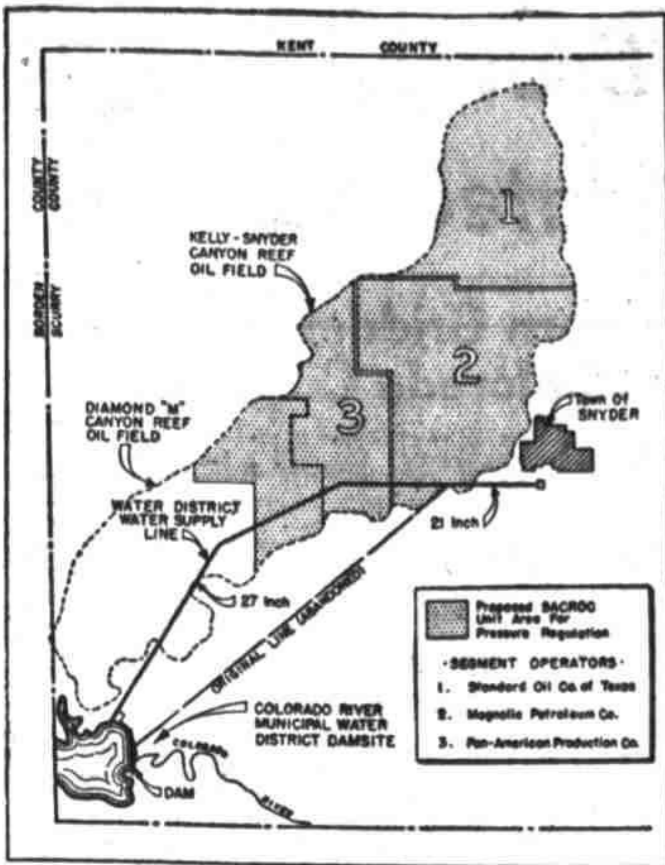 KENT COUNTY
BORDER COUNTY
SCURRY COUNTY
1
KELLY-SNYDER
CANYON REEF
OIL FIELD
2
3
Town OF
SNYDER
DIAMOND "M"
CANYON REEF
OIL FIELD
WATER DISTRICT
WATER SUPPLY
LINE
21 Inch
27 Inch
ORIGINAL LINE (ABANDONED)
Proposed SACROC
Unit Area For
Pressure Regulation
·SEGMENT OPERATORS·
1. Standard Oil Co. of Texas
2. Magnolia Petroleum Co.
3. Pan-American Production Co.
COLORADO RIVER
MUNICIPAL WATER
DISTRICT DAMSITE
COLORADO
RIVER
DAM